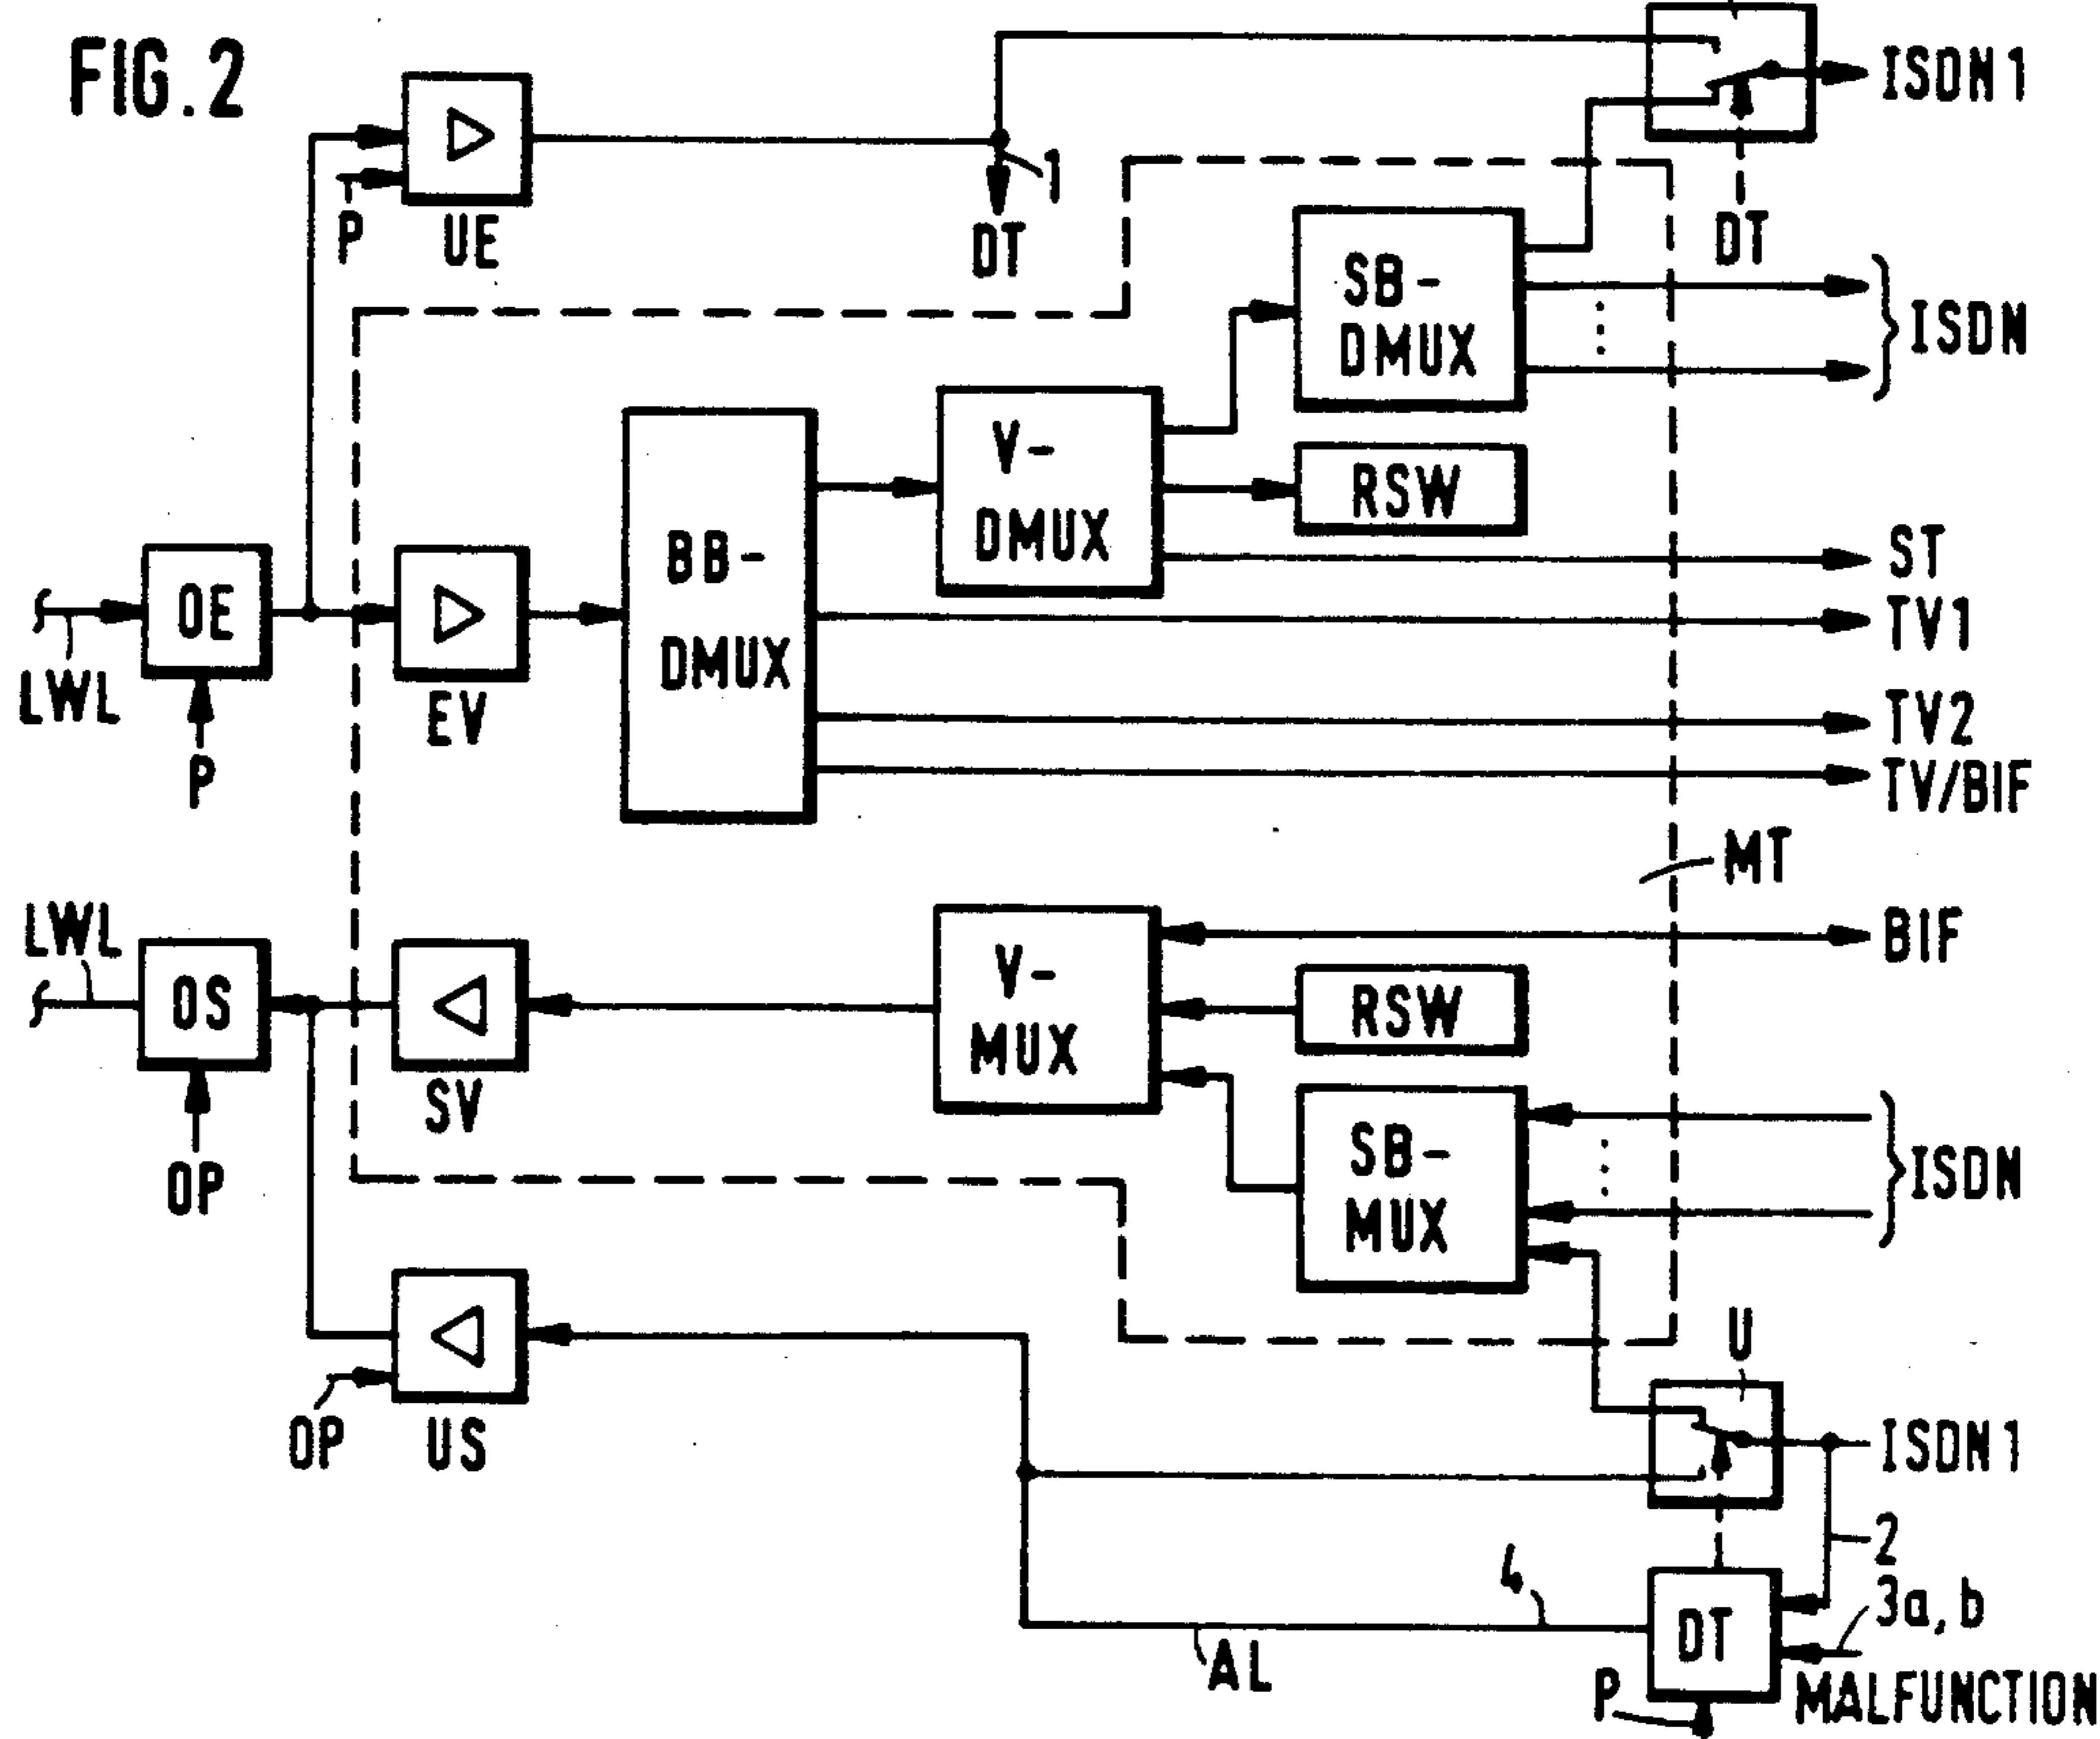 FIG.2
ISDN1
P
UE
1
DT
DT
SB-
DMUX
ISDN
V-
DMUX
RSW
BB-
DMUX
ST
TV1
OE
LWL
EV
TV2
P
TV/BIF
MT
LWL
OS
V-
MUX
BIF
RSW
SV
OP
SB-
MUX
ISDN
U
OP
US
ISDN1
2
4
3a,b
DT
AL
P
MALFUNCTION